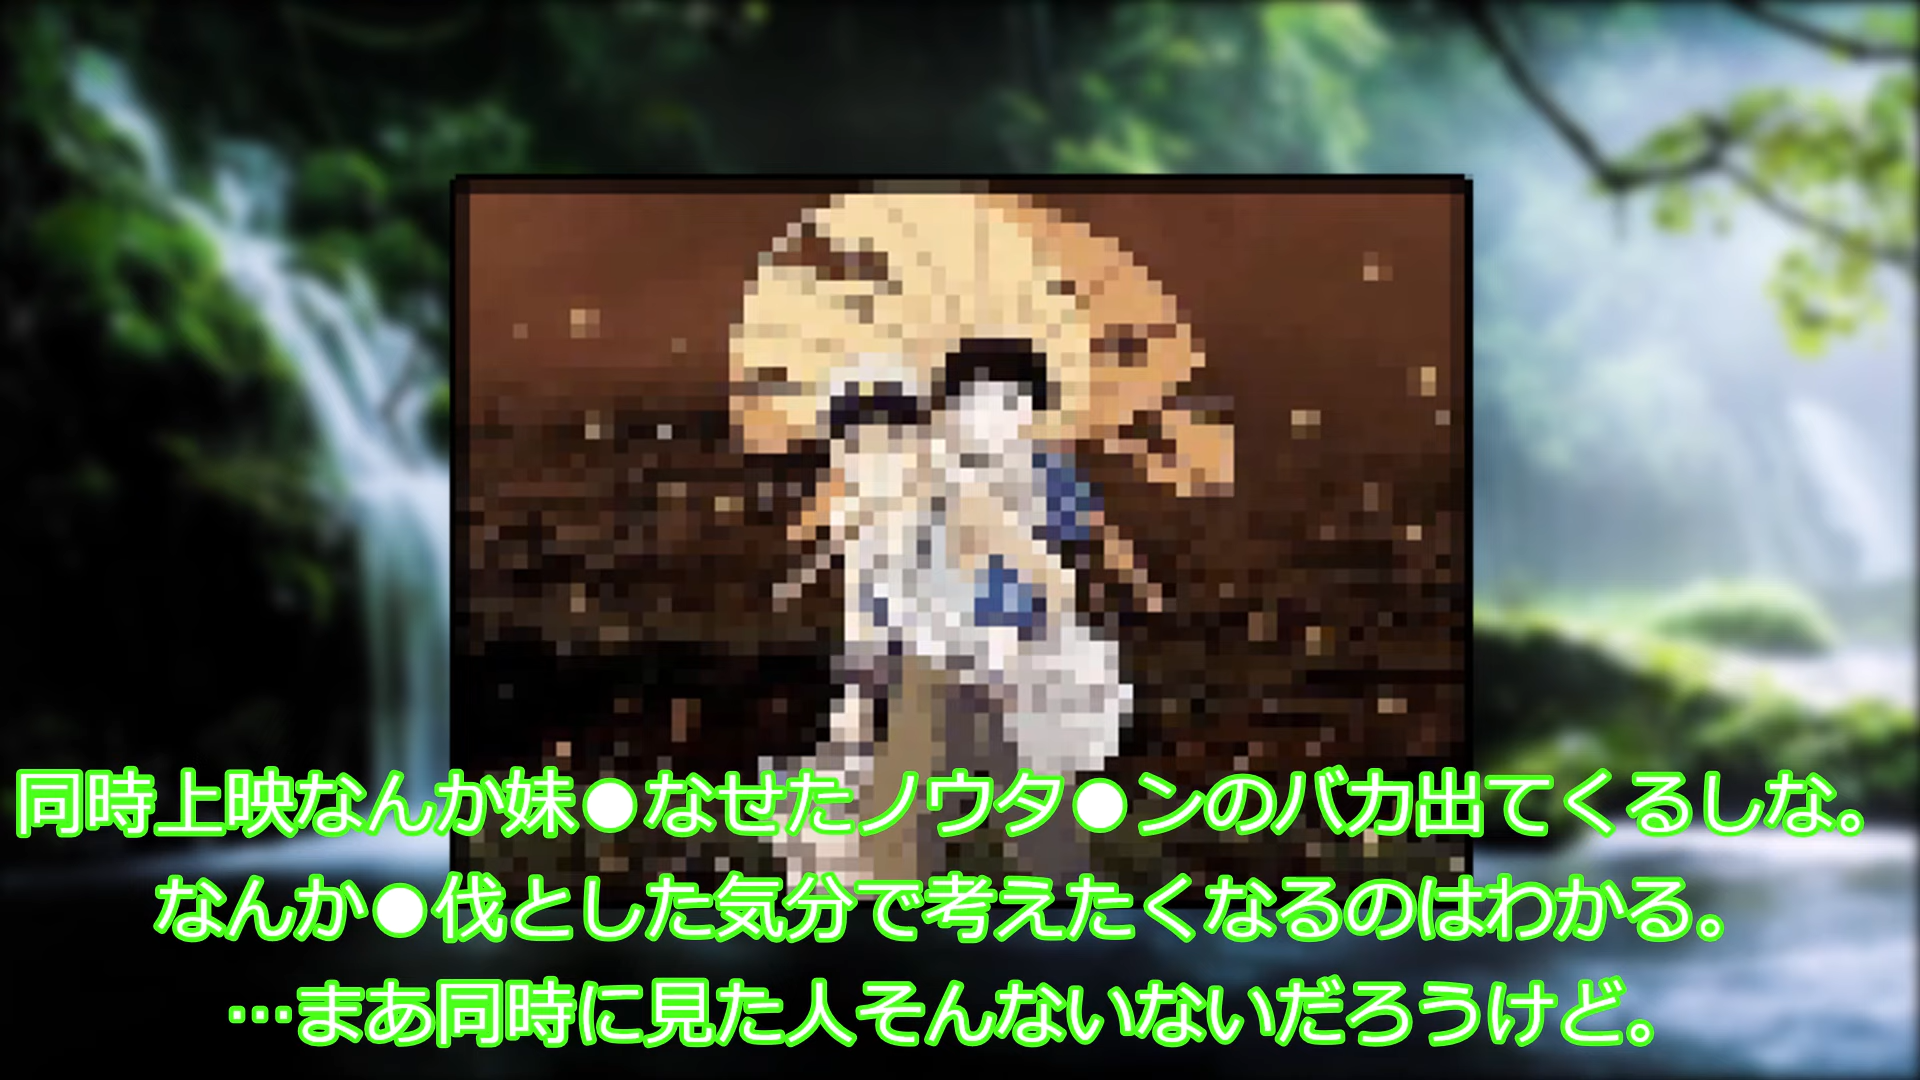 同時上映なんか妹●なせたノウタ●ンのバカ出てくるしな。
なんか●伐とした気分で考えたくなるのはわかる。
…まあ同時に見た人そんないないだろうけど。